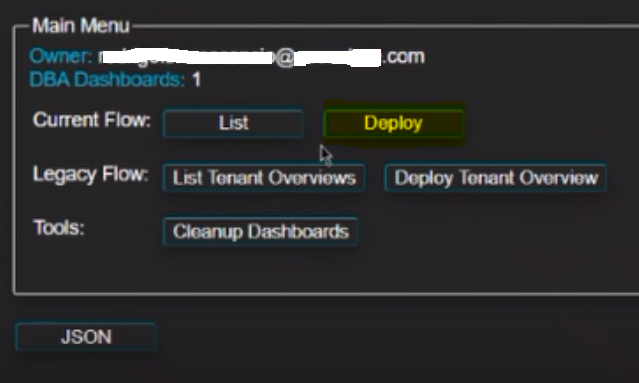 Main Menu
Owner: @ .com
DBA Dashboards: 1
Current Flow: List Deploy
Legacy Flow: List Tenant Overviews Deploy Tenant Overview
Tools: Cleanup Dashboards
JSON